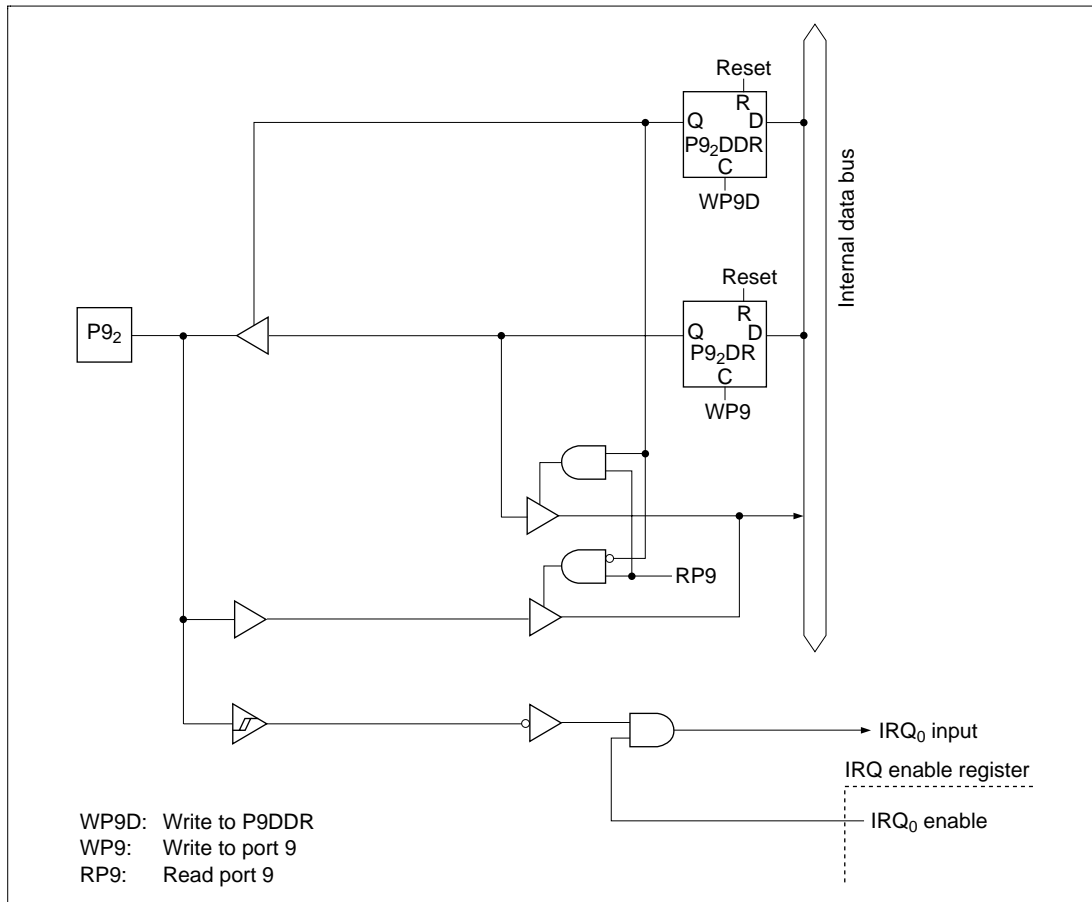 Reset
R
Q D
P9₂DDR
C
WP9D
Internal data bus
Reset
R
Q D
P9₂DR
C
WP9
P9₂
RP9
IRQ₀ input
IRQ enable register
IRQ₀ enable
WP9D: Write to P9DDR
WP9: Write to port 9
RP9: Read port 9